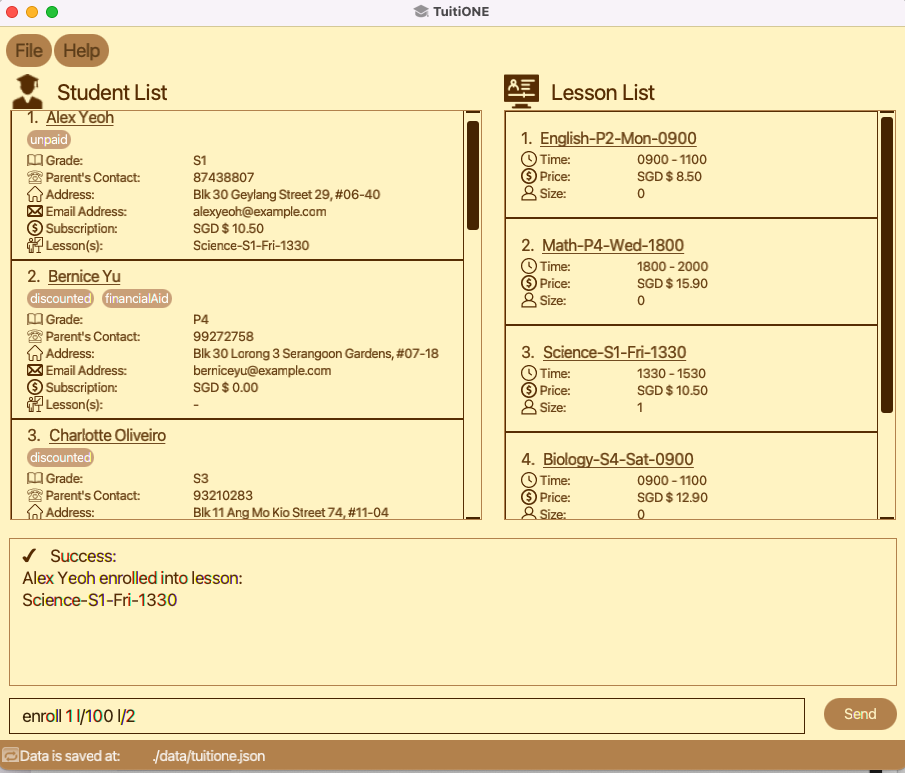 TuitiONE
File Help
Student List
1. Alex Yeoh
unpaid
Grade: S1
Parent's Contact: 87438807
Address: Blk 30 Geylang Street 29, #06-40
Email Address: alexyeoh@example.com
Subscription: SGD $ 10.50
Lesson(s): Science-S1-Fri-1330
2. Bernice Yu
discounted financialAid
Grade: P4
Parent's Contact: 99272758
Address: Blk 30 Lorong 3 Serangoon Gardens, #07-18
Email Address: berniceyu@example.com
Subscription: SGD $ 0.00
Lesson(s): -
3. Charlotte Oliveiro
discounted
Grade: S3
Parent's Contact: 93210283
Address: Blk 11 Ang Mo Kio Street 74, #11-04
Lesson List
1. English-P2-Mon-0900
Time: 0900 - 1100
Price: SGD $ 8.50
Size: 0
2. Math-P4-Wed-1800
Time: 1800 - 2000
Price: SGD $ 15.90
Size: 0
3. Science-S1-Fri-1330
Time: 1330 - 1530
Price: SGD $ 10.50
Size: 1
4. Biology-S4-Sat-0900
Time: 0900 - 1100
Price: SGD $ 12.90
Size: 0
✔ Success:
Alex Yeoh enrolled into lesson:
Science-S1-Fri-1330
enroll 1 l/100 l/2
Send
Data is saved at: ./data/tuitione.json